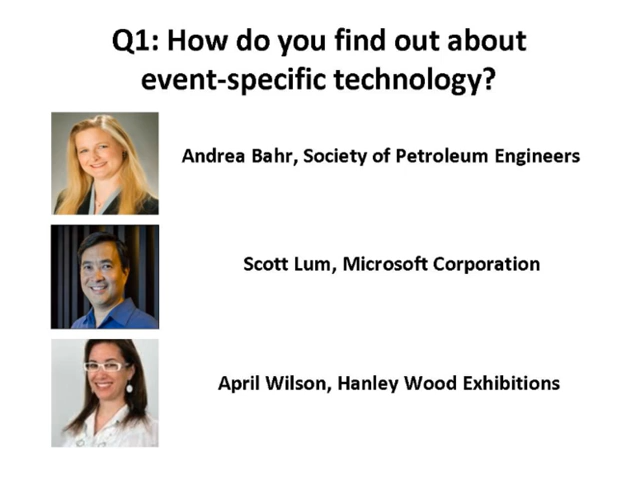 Q1: How do you find out about
event-specific technology?
Andrea Bahr, Society of Petroleum Engineers
Scott Lum, Microsoft Corporation
April Wilson, Hanley Wood Exhibitions